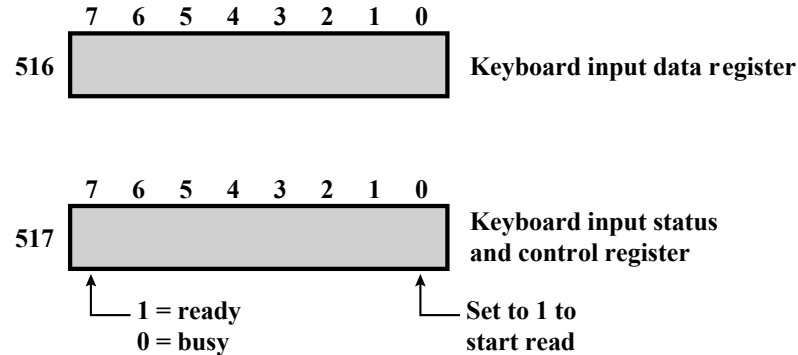 7 6 5 4 3 2 1 0
516
Keyboard input data register
7 6 5 4 3 2 1 0
517
Keyboard input status
and control register
1 = ready
0 = busy
Set to 1 to
start read